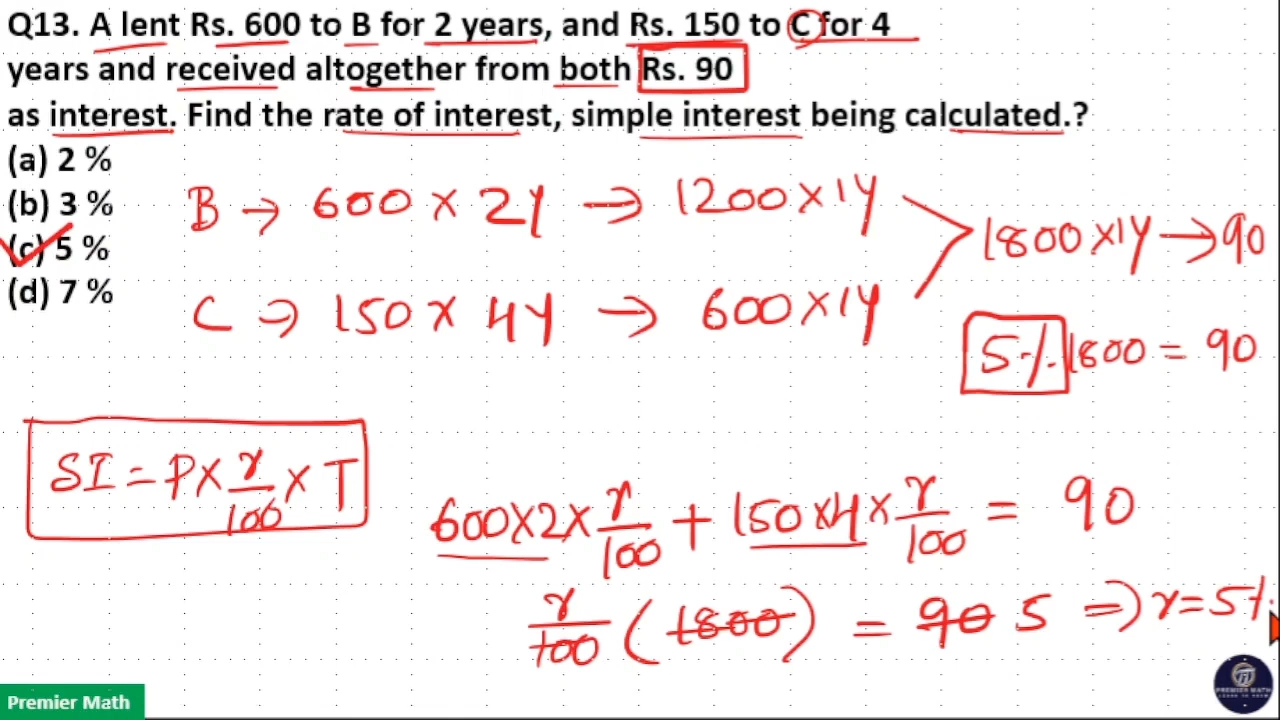 Q13. A lent Rs. 600 to B for 2 years, and Rs. 150 to C for 4
years and received altogether from both Rs. 90
as interest. Find the rate of interest, simple interest being calculated.?
(a) 2 %
(b) 3 %
(c) 5 %
(d) 7 %
B → 600 × 2Y → 1200 × 1Y
C → 150 × 4Y → 600 × 1Y
1800 × 1Y → 90
5% 1800 = 90
SI = P × r/100 × T
600 × 2 × r/100 + 150 × 4 × r/100 = 90
r/100 (1800) = 90 5 ⇒ r = 5%
Premier Math
PREMIER MATH